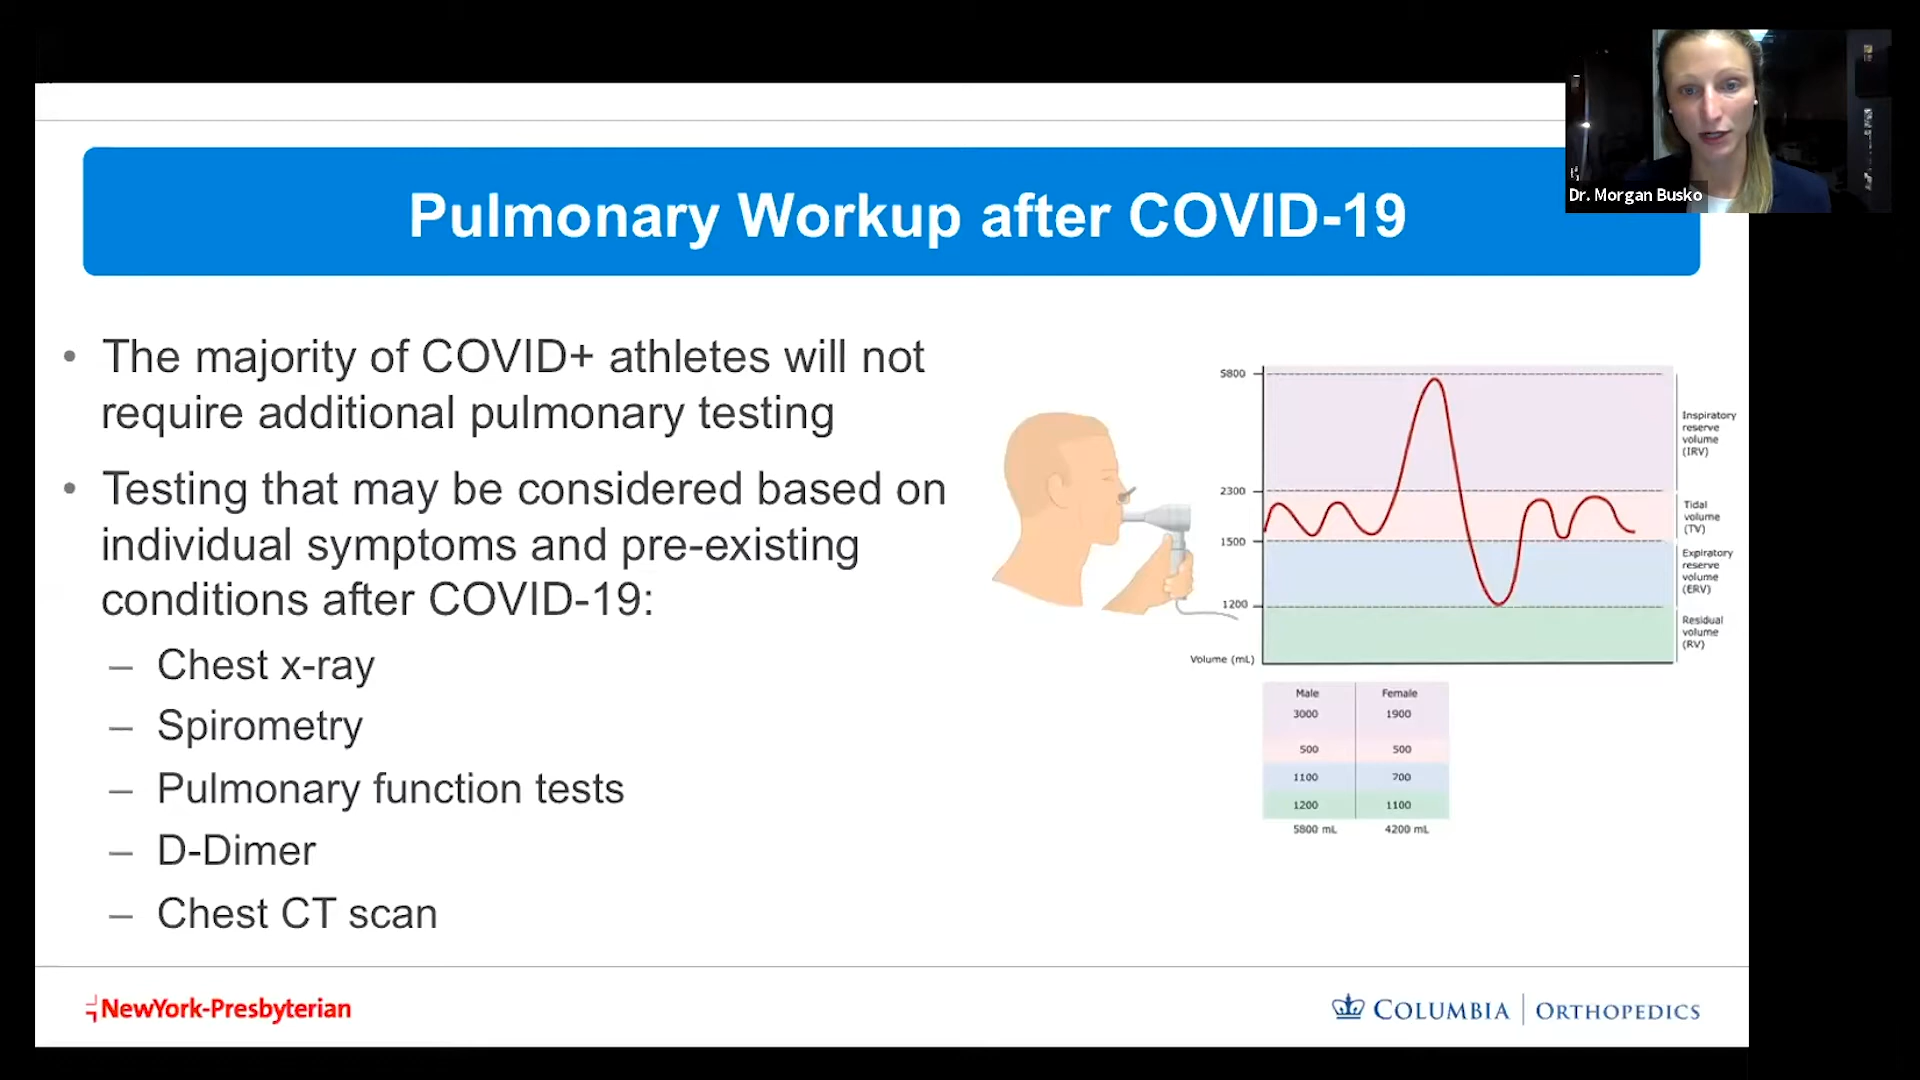 Dr. Morgan Busko
Pulmonary Workup after COVID-19
• The majority of COVID+ athletes will not
require additional pulmonary testing
• Testing that may be considered based on
individual symptoms and pre-existing
conditions after COVID-19:
– Chest x-ray
– Spirometry
– Pulmonary function tests
– D-Dimer
– Chest CT scan
5800
2300
1500
1200
Volume (mL)
Inspiratory
reserve
volume
(IRV)
Tidal
volume
(TV)
Expiratory
reserve
volume
(ERV)
Residual
volume
(RV)
Male Female
3000 1900
500 500
1100 700
1200 1100
5800 mL 4200 mL
NewYork-Presbyterian
COLUMBIA | ORTHOPEDICS